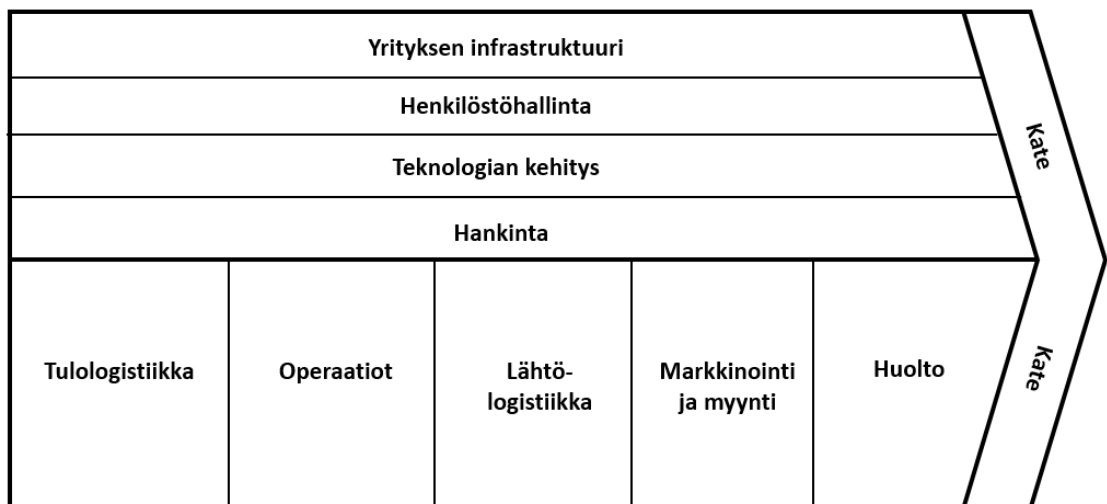 Yrityksen infrastruktuuri
Henkilöstöhallinta
Teknologian kehitys
Hankinta
Kate
Tulologistiikka
Operaatiot
Lähtö-
logistiikka
Markkinointi
ja myynti
Huolto
Kate